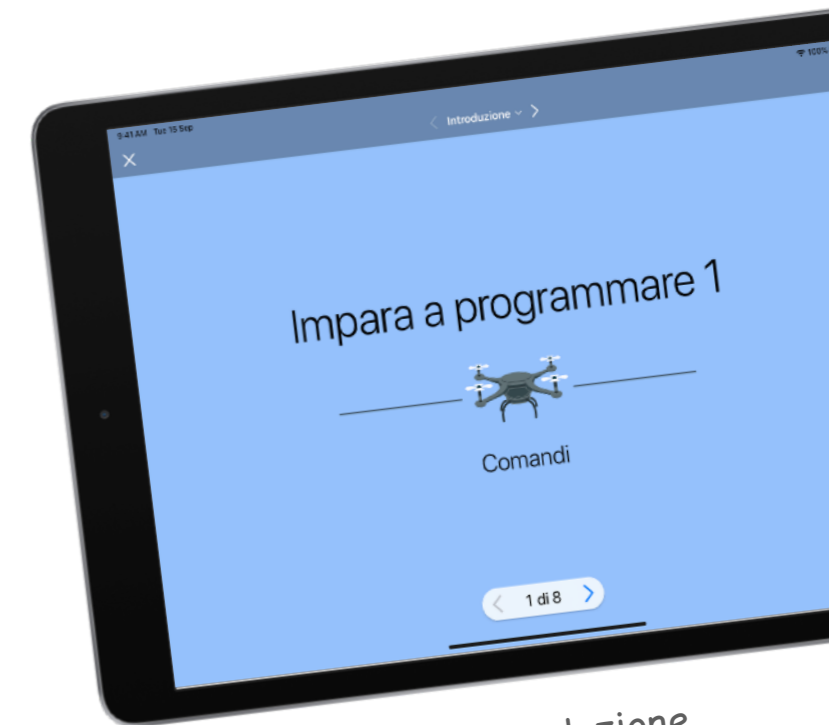 9:41 AM Tue 15 Sep
100%
Introduzione
Impara a programmare 1
Comandi
1 di 8